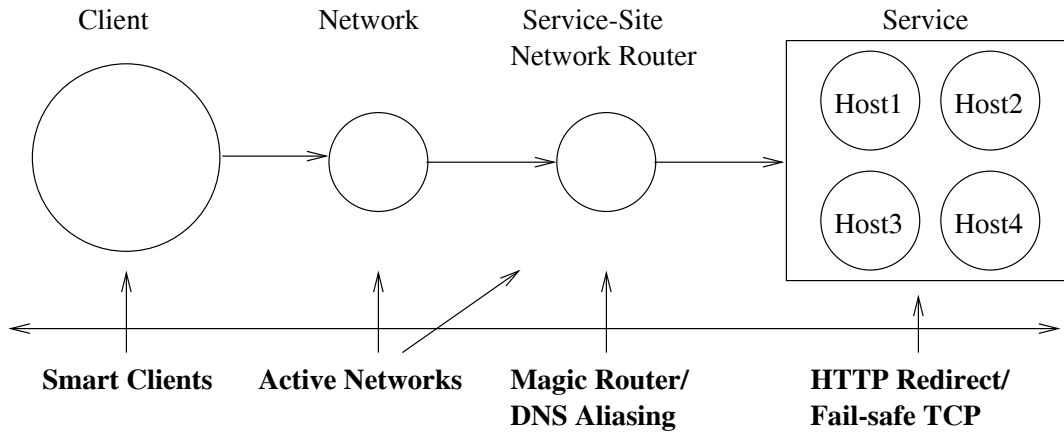 Client
Network
Service-Site
Network Router
Service
Host1
Host2
Host3
Host4
Smart Clients
Active Networks
Magic Router/
DNS Aliasing
HTTP Redirect/
Fail-safe TCP